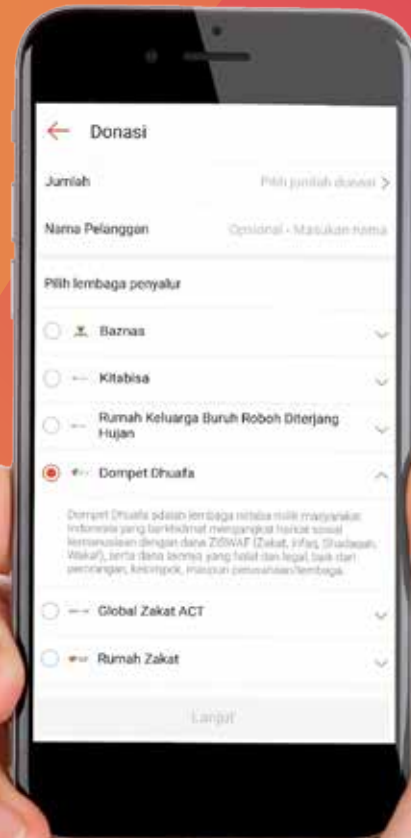 Donasi
Jumlah Pilih jumlah donasi >
Nama Pelanggan Opsional - Masukan nama
Pilih lembaga penyalur
Baznas
Kitabisa
Rumah Keluarga Buruh Roboh Diterjang
Hujan
Dompet Dhuafa
Dompet Dhuafa adalah lembaga nirlaba milik masyarakat
Indonesia yang berkhidmat mengangkat harkat sosial
kemanusiaan dengan dana ZISWAF (Zakat, Infaq, Shadaqah,
Wakaf), serta dana lainnya yang halal dan legal, baik dari
perorangan, kelompok, maupun perusahaan/lembaga.
Global Zakat ACT
Rumah Zakat
Lanjut